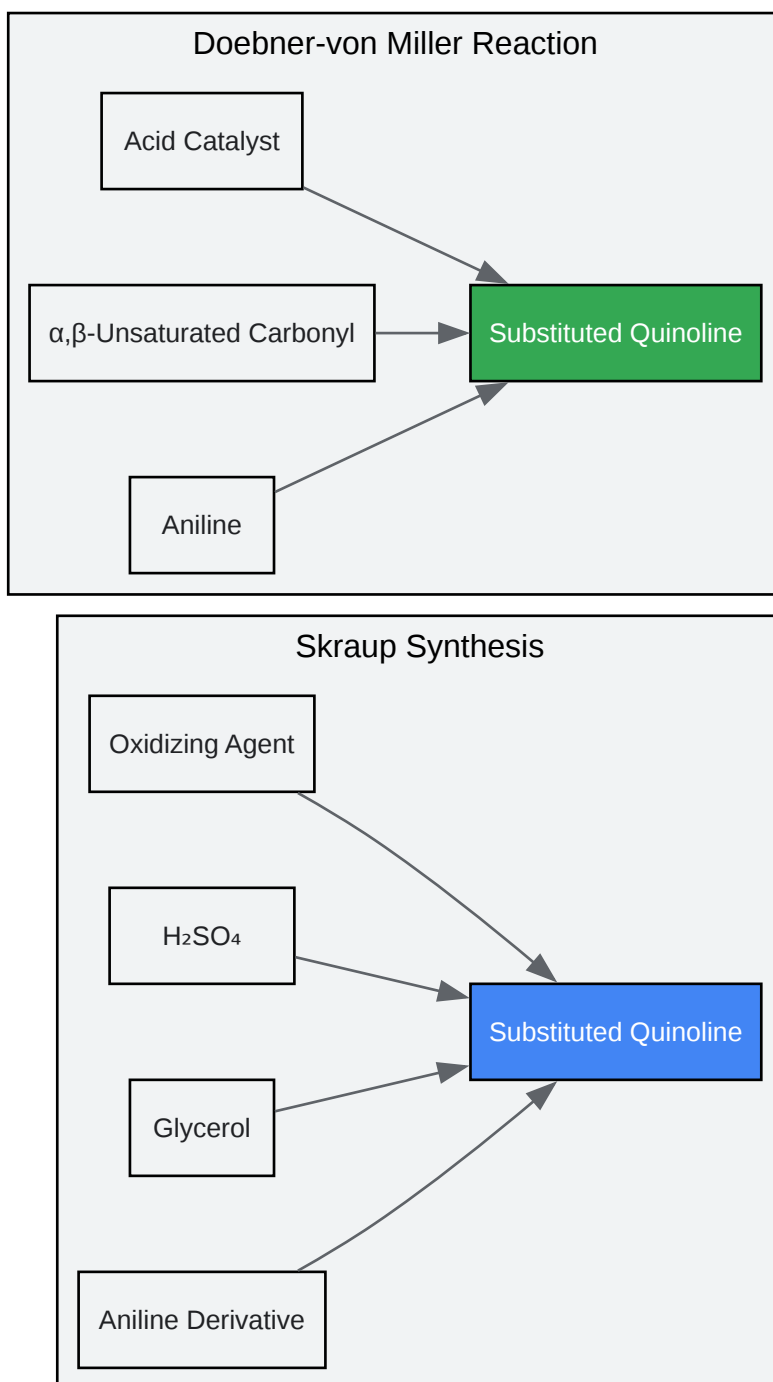 Doebner-von Miller Reaction
Acid Catalyst
α,β-Unsaturated Carbonyl
Substituted Quinoline
Aniline
Skraup Synthesis
Oxidizing Agent
H₂SO₄
Substituted Quinoline
Glycerol
Aniline Derivative